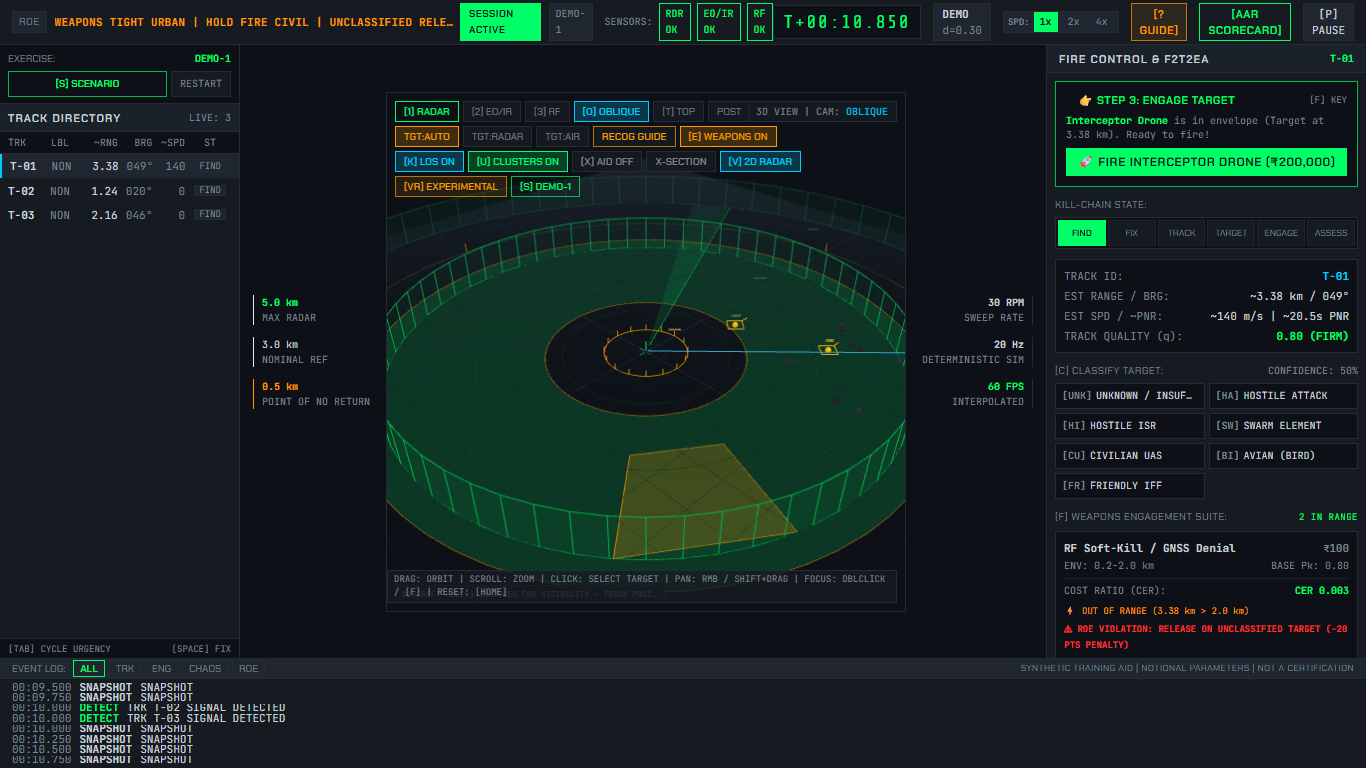 ROE WEAPONS TIGHT URBAN | HOLD FIRE CIVIL | UNCLASSIFIED RELE… SESSION ACTIVE DEMO-1 SENSORS: RDR OK EO/IR OK RF OK T+00:10.850 DEMO d=0.30 SPD: 1x 2x 4x [? GUIDE] [AAR SCORECARD] [P] PAUSE
EXERCISE: DEMO-1
[S] SCENARIO RESTART
TRACK DIRECTORY LIVE: 3
TRK LBL ~RNG BRG ~SPD ST
T-01 NON 3.38 049° 140 FIND
T-02 NON 1.24 020° 0 FIND
T-03 NON 2.16 046° 0 FIND
[TAB] CYCLE URGENCY [SPACE] FIX
[1] RADAR [2] EO/IR [3] RF [O] OBLIQUE [T] TOP POST 3D VIEW | CAM: OBLIQUE
TGT:AUTO TGT:RADAR TGT:AIR RECOG GUIDE [E] WEAPONS ON
[K] LOS ON [U] CLUSTERS ON [X] AID OFF X-SECTION [V] 2D RADAR
[VR] EXPERIMENTAL [S] DEMO-1
5.0 km
MAX RADAR
3.0 km
NOMINAL REF
0.5 km
POINT OF NO RETURN
30 RPM
SWEEP RATE
20 Hz
DETERMINISTIC SIM
60 FPS
INTERPOLATED
DRAG: ORBIT | SCROLL: ZOOM | CLICK: SELECT TARGET | PAN: RMB / SHIFT+DRAG | FOCUS: DBLCLICK
/ [F] | RESET: [HOME]
FIRE CONTROL & F2T2EA T-01
👉 STEP 3: ENGAGE TARGET [F] KEY
Interceptor Drone is in envelope (Target at
3.38 km). Ready to fire!
🚀 FIRE INTERCEPTOR DRONE (₹200,000)
KILL-CHAIN STATE:
FIND FIX TRACK TARGET ENGAGE ASSESS
TRACK ID: T-01
EST RANGE / BRG: ~3.38 km / 049°
EST SPD / ~PNR: ~140 m/s | ~20.5s PNR
TRACK QUALITY (q): 0.80 (FIRM)
[C] CLASSIFY TARGET: CONFIDENCE: 50%
[UNK] UNKNOWN / INSUF… [HA] HOSTILE ATTACK
[HI] HOSTILE ISR [SW] SWARM ELEMENT
[CU] CIVILIAN UAS [BI] AVIAN (BIRD)
[FR] FRIENDLY IFF
[F] WEAPONS ENGAGEMENT SUITE: 2 IN RANGE
RF Soft-Kill / GNSS Denial ₹100
ENV: 0.2-2.0 km BASE Pk: 0.80
COST RATIO (CER): CER 0.003
⚡ OUT OF RANGE (3.38 km > 2.0 km)
⚠ ROE VIOLATION: RELEASE ON UNCLASSIFIED TARGET (-20
PTS PENALTY)
EVENT LOG: ALL TRK ENG CHAOS ROE SYNTHETIC TRAINING AID | NOTIONAL PARAMETERS | NOT A CERTIFICATION
00:09.500 SNAPSHOT SNAPSHOT
00:09.750 SNAPSHOT SNAPSHOT
00:10.000 DETECT TRK T-02 SIGNAL DETECTED
00:10.000 DETECT TRK T-03 SIGNAL DETECTED
00:10.000 SNAPSHOT SNAPSHOT
00:10.250 SNAPSHOT SNAPSHOT
00:10.500 SNAPSHOT SNAPSHOT
00:10.750 SNAPSHOT SNAPSHOT